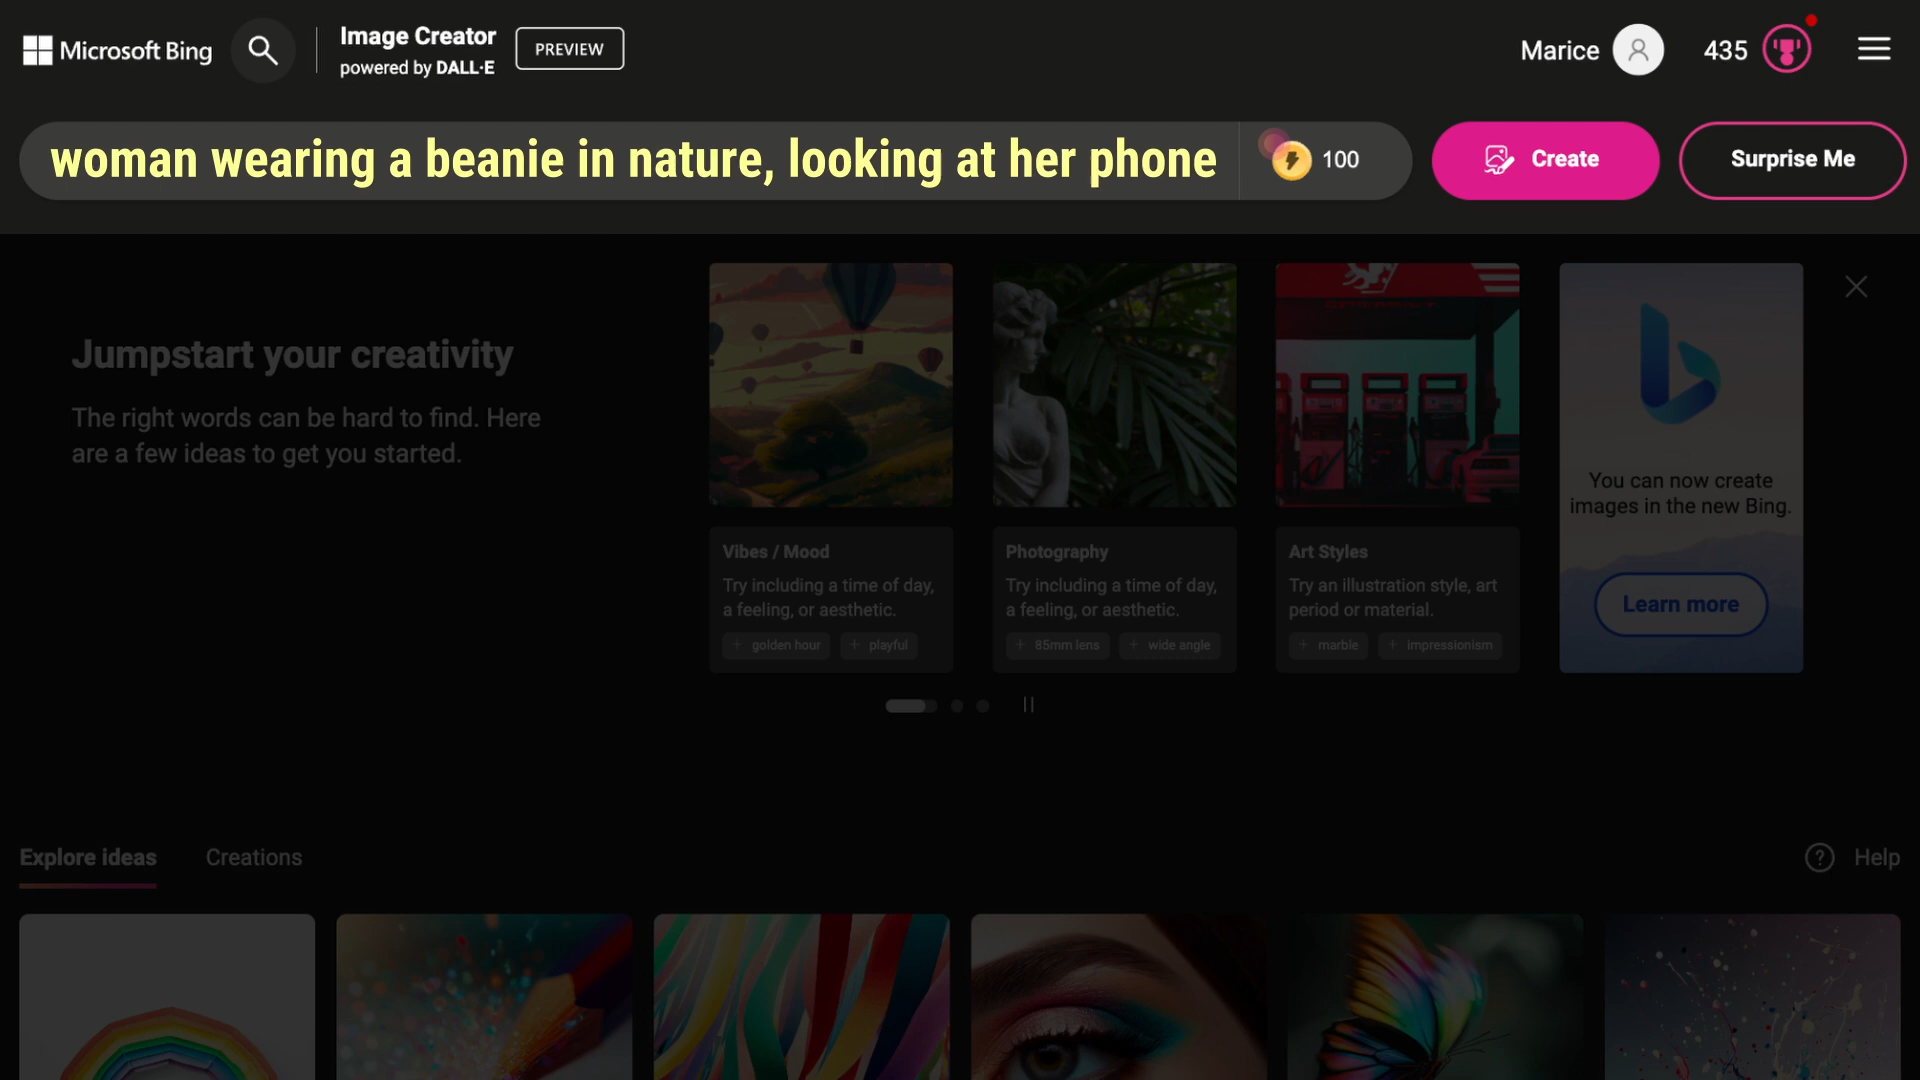 Microsoft Bing
Image Creator
powered by DALL·E
PREVIEW
Marice
435
woman wearing a beanie in nature, looking at her phone
100
Create
Surprise Me
Jumpstart your creativity
The right words can be hard to find. Here
are a few ideas to get you started.
Vibes / Mood
Try including a time of day,
a feeling, or aesthetic.
+ golden hour
+ playful
Photography
Try including a time of day,
a feeling, or aesthetic.
+ 85mm lens
+ wide angle
Art Styles
Try an illustration style, art
period or material.
+ marble
+ impressionism
You can now create
images in the new Bing.
Learn more
Explore ideas
Creations
? Help